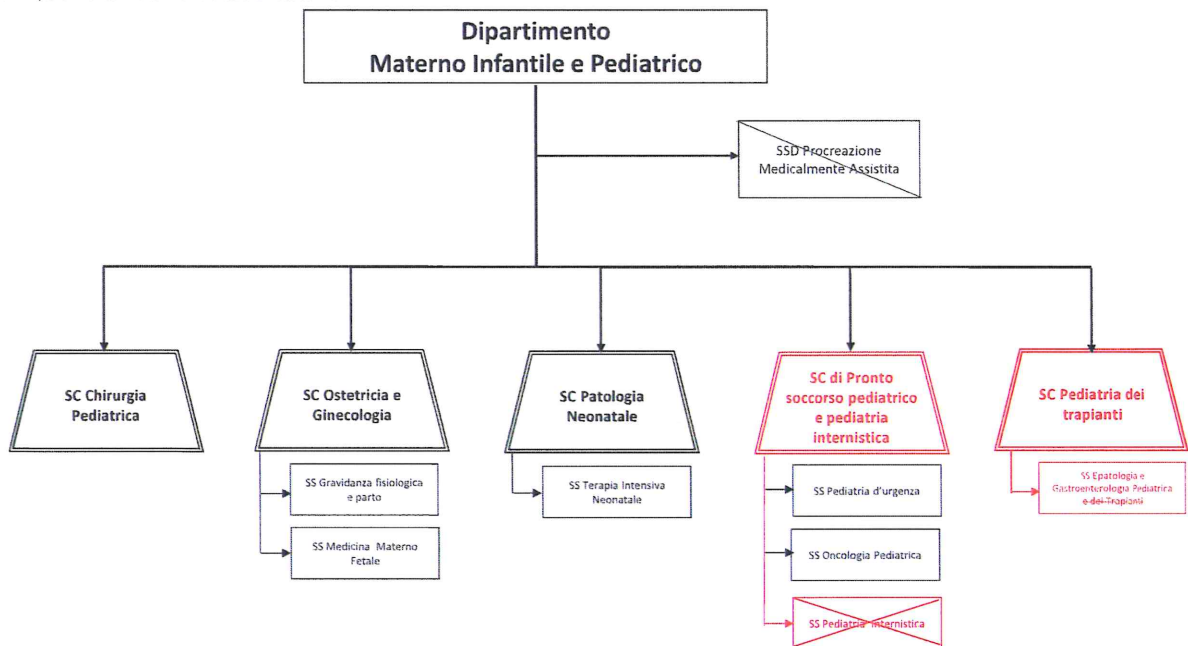 Dipartimento
Materno Infantile e Pediatrico
SSD Procreazione
Medicalmente Assistita
SC Chirurgia
Pediatrica
SC Ostetricia e
Ginecologia
SS Gravidanza fisiologica
e parto
SS Medicina Materno
Fetale
SC Patologia
Neonatale
SS Terapia Intensiva
Neonatale
SC di Pronto
soccorso pediatrico
e pediatria
internistica
SS Pediatria d'urgenza
SS Oncologia Pediatrica
SS Pediatria internistica
SC Pediatria dei
trapianti
SS Epatologia e
Gastroenterologia Pediatrica
e dei Trapianti